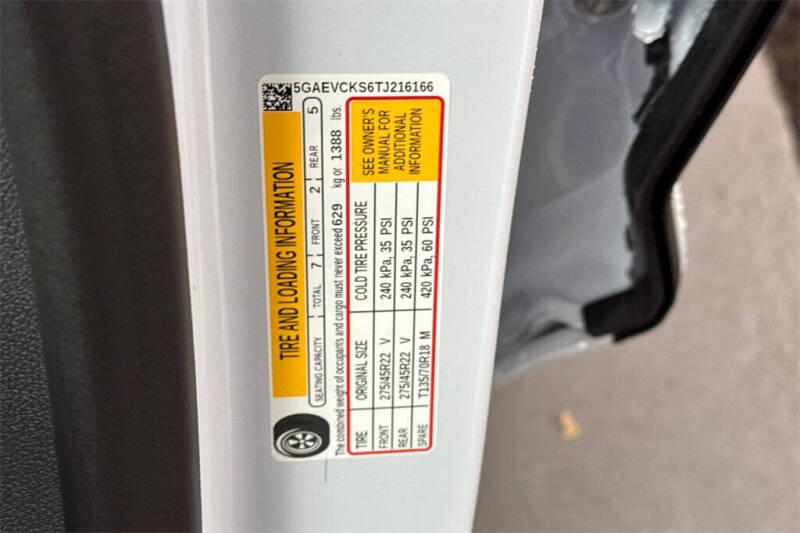 5GAEVCKS6TJ216166
TIRE AND LOADING INFORMATION
SEATING CAPACITY TOTAL 7 FRONT 2 REAR 5
The combined weight of occupants and cargo must never exceed 629 kg or 1388 lbs.
TIRE ORIGINAL SIZE COLD TIRE PRESSURE
FRONT 275/45R22 V 240 kPa, 35 PSI
REAR 275/45R22 V 240 kPa, 35 PSI
SPARE T135/70R18 M 420 kPa, 60 PSI
SEE OWNER'S
MANUAL FOR
ADDITIONAL
INFORMATION